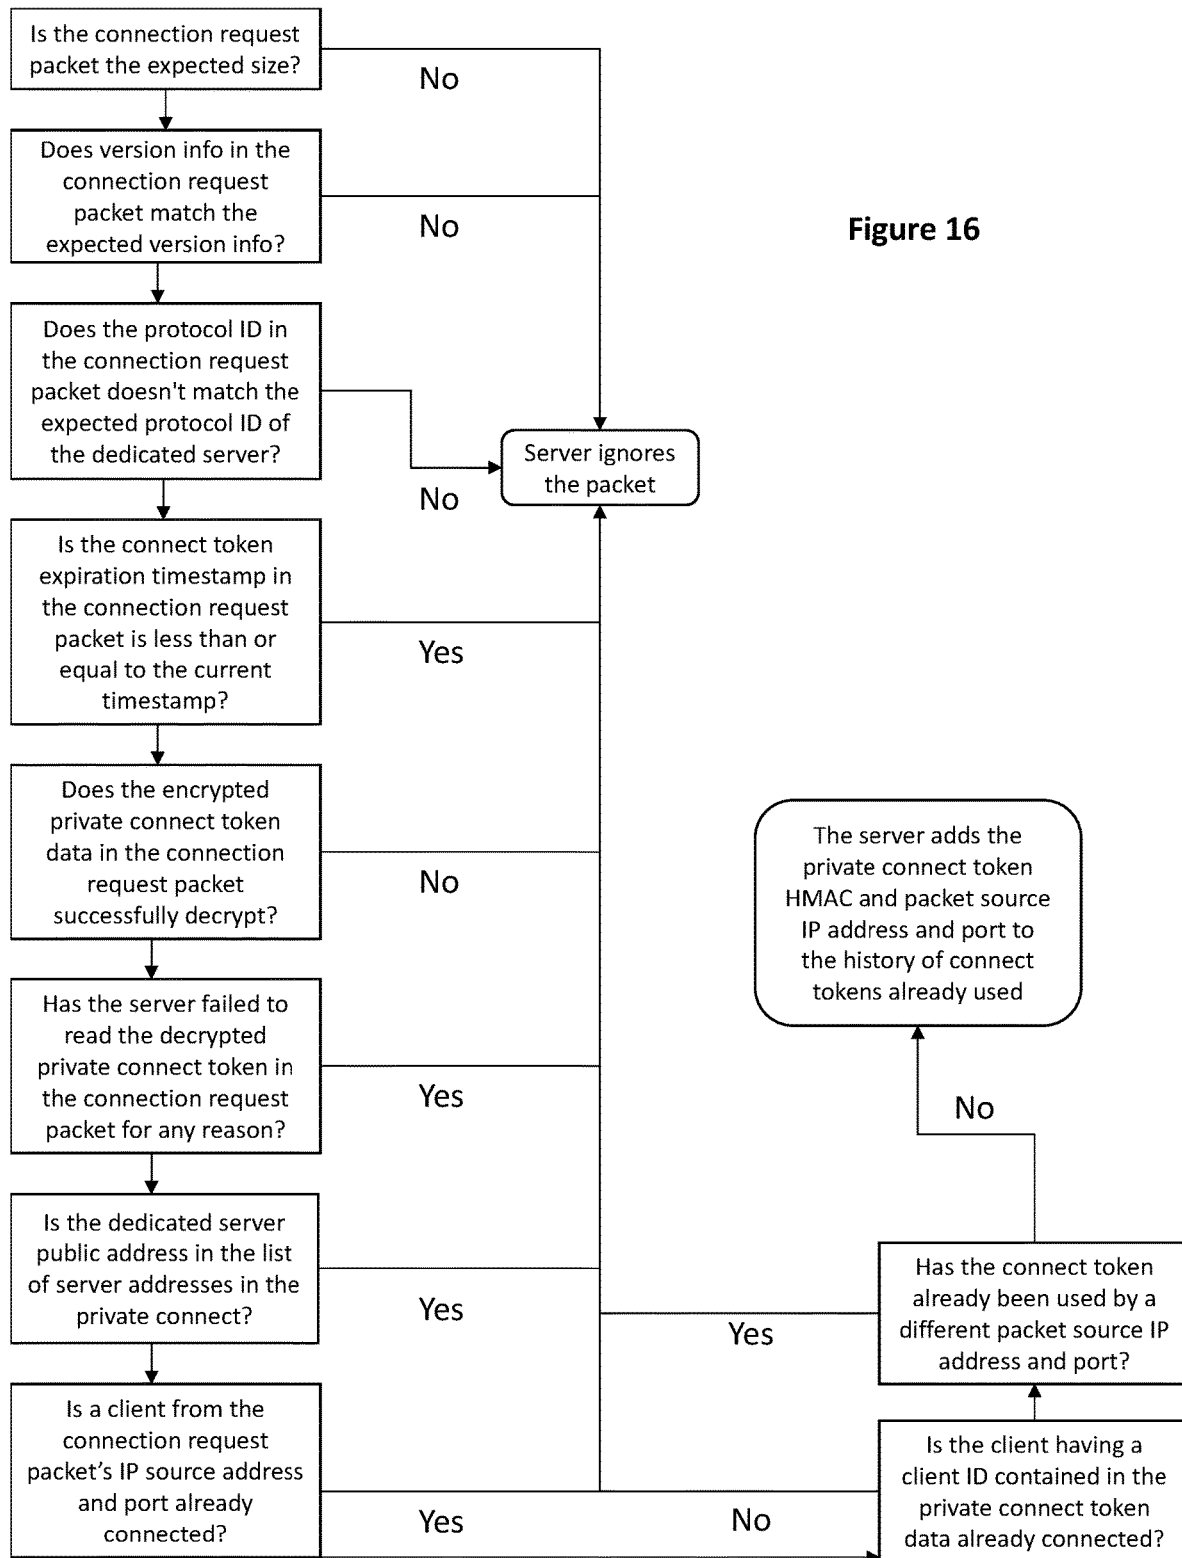 Is the connection request
packet the expected size?
No
Does version info in the
connection request
packet match the
expected version info?
No
Figure 16
Does the protocol ID in
the connection request
packet doesn't match the
expected protocol ID of
the dedicated server?
No
Server ignores
the packet
Is the connect token
expiration timestamp in
the connection request
packet is less than or
equal to the current
timestamp?
Yes
Does the encrypted
private connect token
data in the connection
request packet
successfully decrypt?
No
Has the server failed to
read the decrypted
private connect token in
the connection request
packet for any reason?
Yes
Is the dedicated server
public address in the list
of server addresses in the
private connect?
Yes
Is a client from the
connection request
packet’s IP source address
and port already
connected?
Yes
No
Is the client having a
client ID contained in the
private connect token
data already connected?
Has the connect token
already been used by a
different packet source IP
address and port?
Yes
No
The server adds the
private connect token
HMAC and packet source
IP address and port to
the history of connect
tokens already used